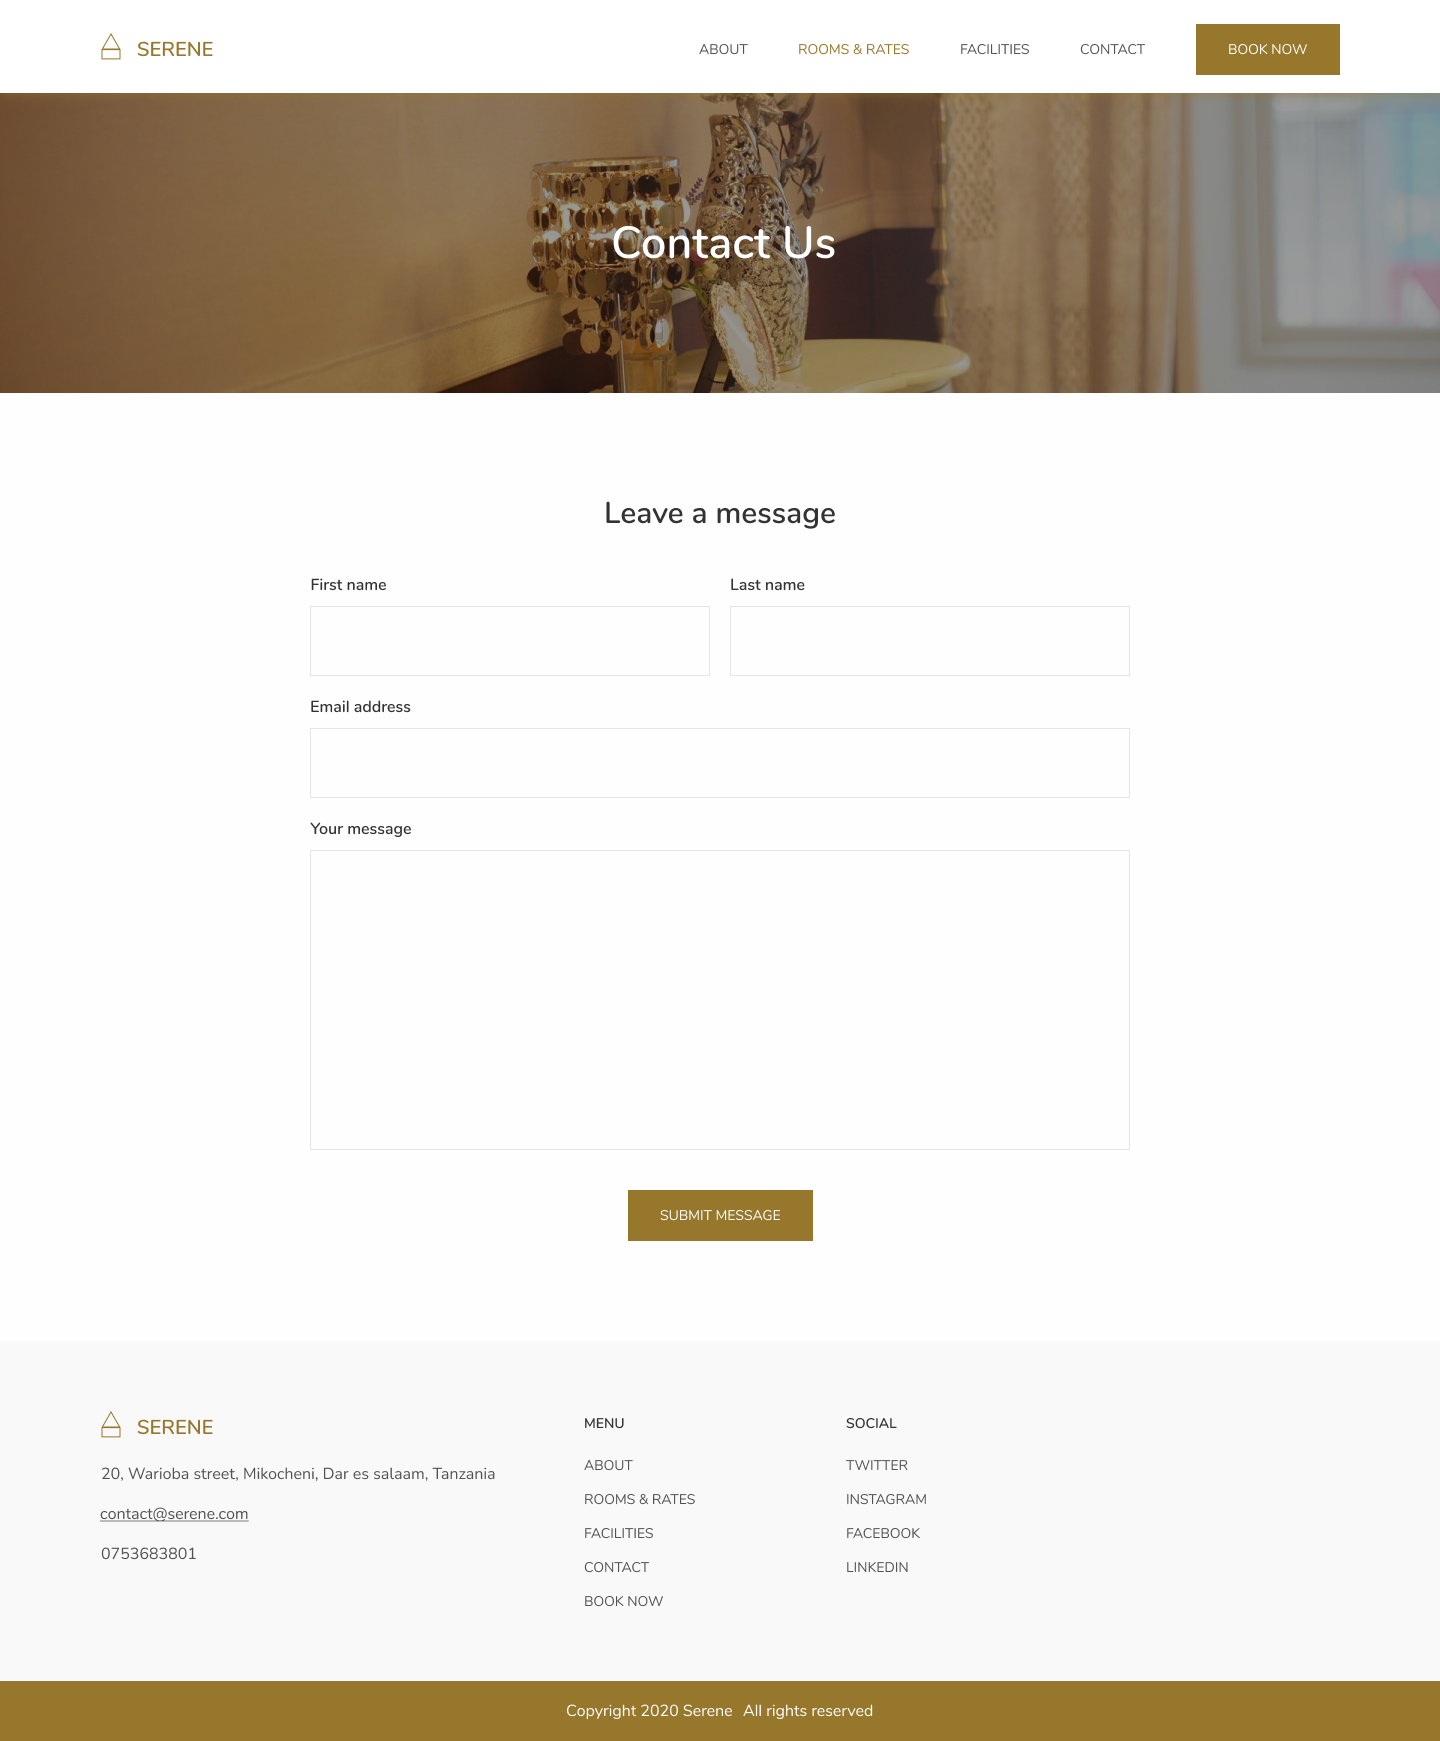 SERENE
ABOUT
ROOMS & RATES
FACILITIES
CONTACT
BOOK NOW
Contact Us
Leave a message
First name
Last name
Email address
Your message
SUBMIT MESSAGE
SERENE
20, Warioba street, Mikocheni, Dar es salaam, Tanzania
contact@serene.com
0753683801
MENU
ABOUT
ROOMS & RATES
FACILITIES
CONTACT
BOOK NOW
SOCIAL
TWITTER
INSTAGRAM
FACEBOOK
LINKEDIN
Copyright 2020 Serene All rights reserved